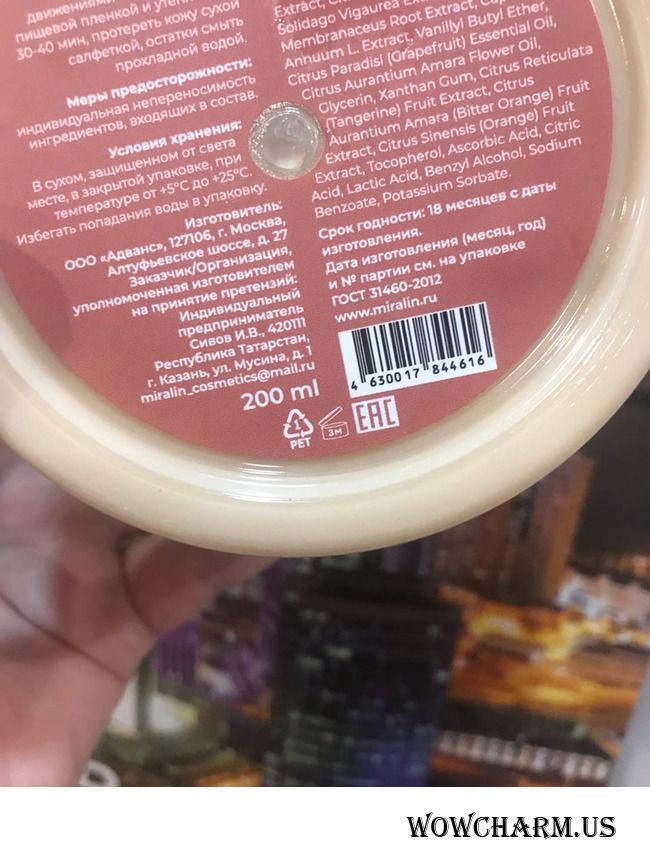 движениями
пищевой пленкой и
30-40 мин, протереть кожу сухой
салфеткой, остатки смыть
прохладной водой.
Меры предосторожности:
индивидуальная непереносимость
ингредиентов, входящих в состав.
Условия хранения:
В сухом, защищенном от света
месте, в закрытой упаковке, при
температуре от +5°С до +25°С.
Избегать попадания воды в упаковку.
Изготовитель:
ООО «Адванс», 127106, г. Москва,
Алтуфьевское шоссе, д. 27
Заказчик/Организация,
уполномоченная изготовителем
на принятие претензий:
Индивидуальный
предприниматель
Сивов И.В., 420111
Республика Татарстан,
г. Казань, ул. Мусина, д. 1
miralin_cosmetics@mail.ru
200 ml
Extract,
Solidago Vigaurea
Membranaceus Root Extract,
Annuum L. Extract, Vanillyl Butyl Ether,
Citrus Paradisi (Grapefruit) Essential Oil,
Citrus Aurantium Amara Flower Oil,
Glycerin, Xanthan Gum, Citrus Reticulata
(Tangerine) Fruit Extract, Citrus
Aurantium Amara (Bitter Orange) Fruit
Extract, Citrus Sinensis (Orange) Fruit
Extract, Tocopherol, Ascorbic Acid, Citric
Acid, Lactic Acid, Benzyl Alcohol, Sodium
Benzoate, Potassium Sorbate.
Срок годности: 18 месяцев с даты
изготовления.
Дата изготовления (месяц, год)
и № партии см. на упаковке
ГОСТ 31460-2012
www.miralin.ru
4 630017 844616
1
PET
3M
EAC
WOWCHARM.US